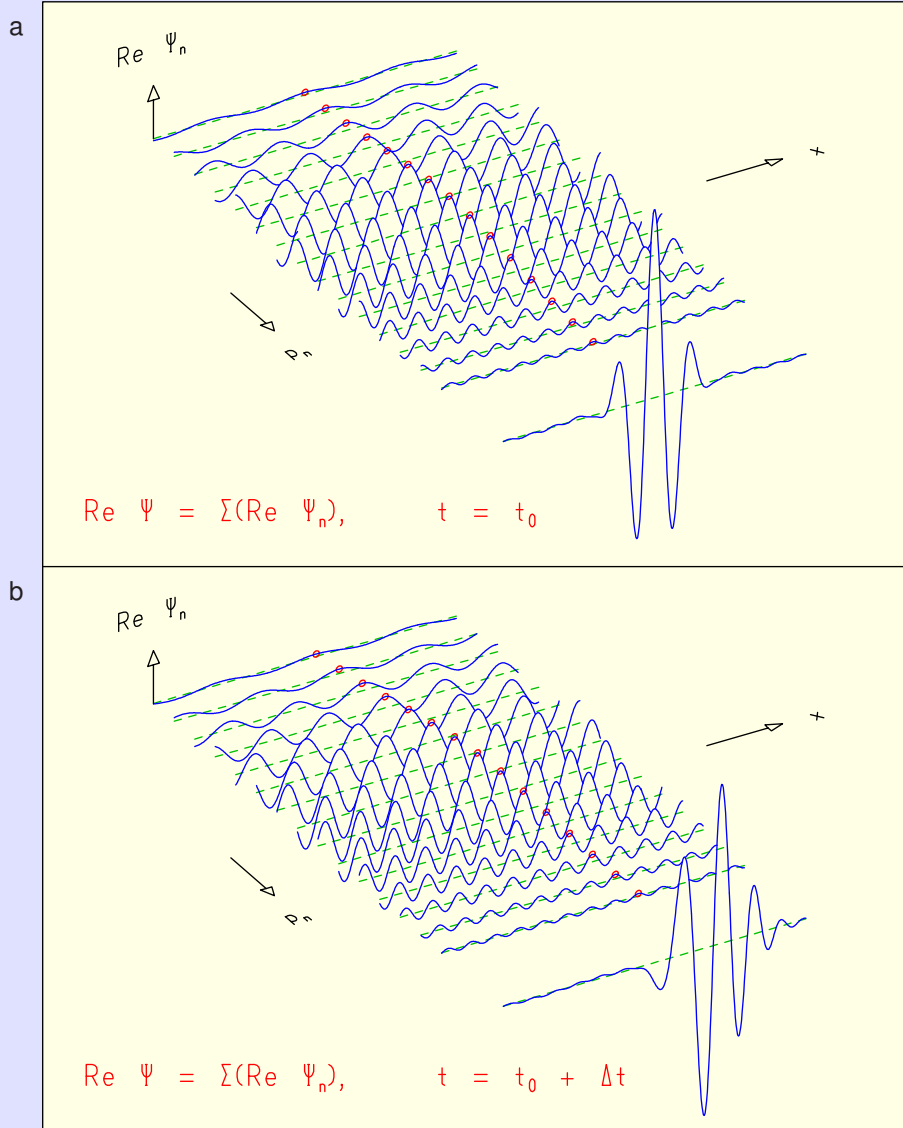 a
Re Ψₙ
x
pₙ
Re Ψ = Σ(Re Ψₙ), t = t₀
b
Re Ψₙ
x
pₙ
Re Ψ = Σ(Re Ψₙ), t = t₀ + Δt